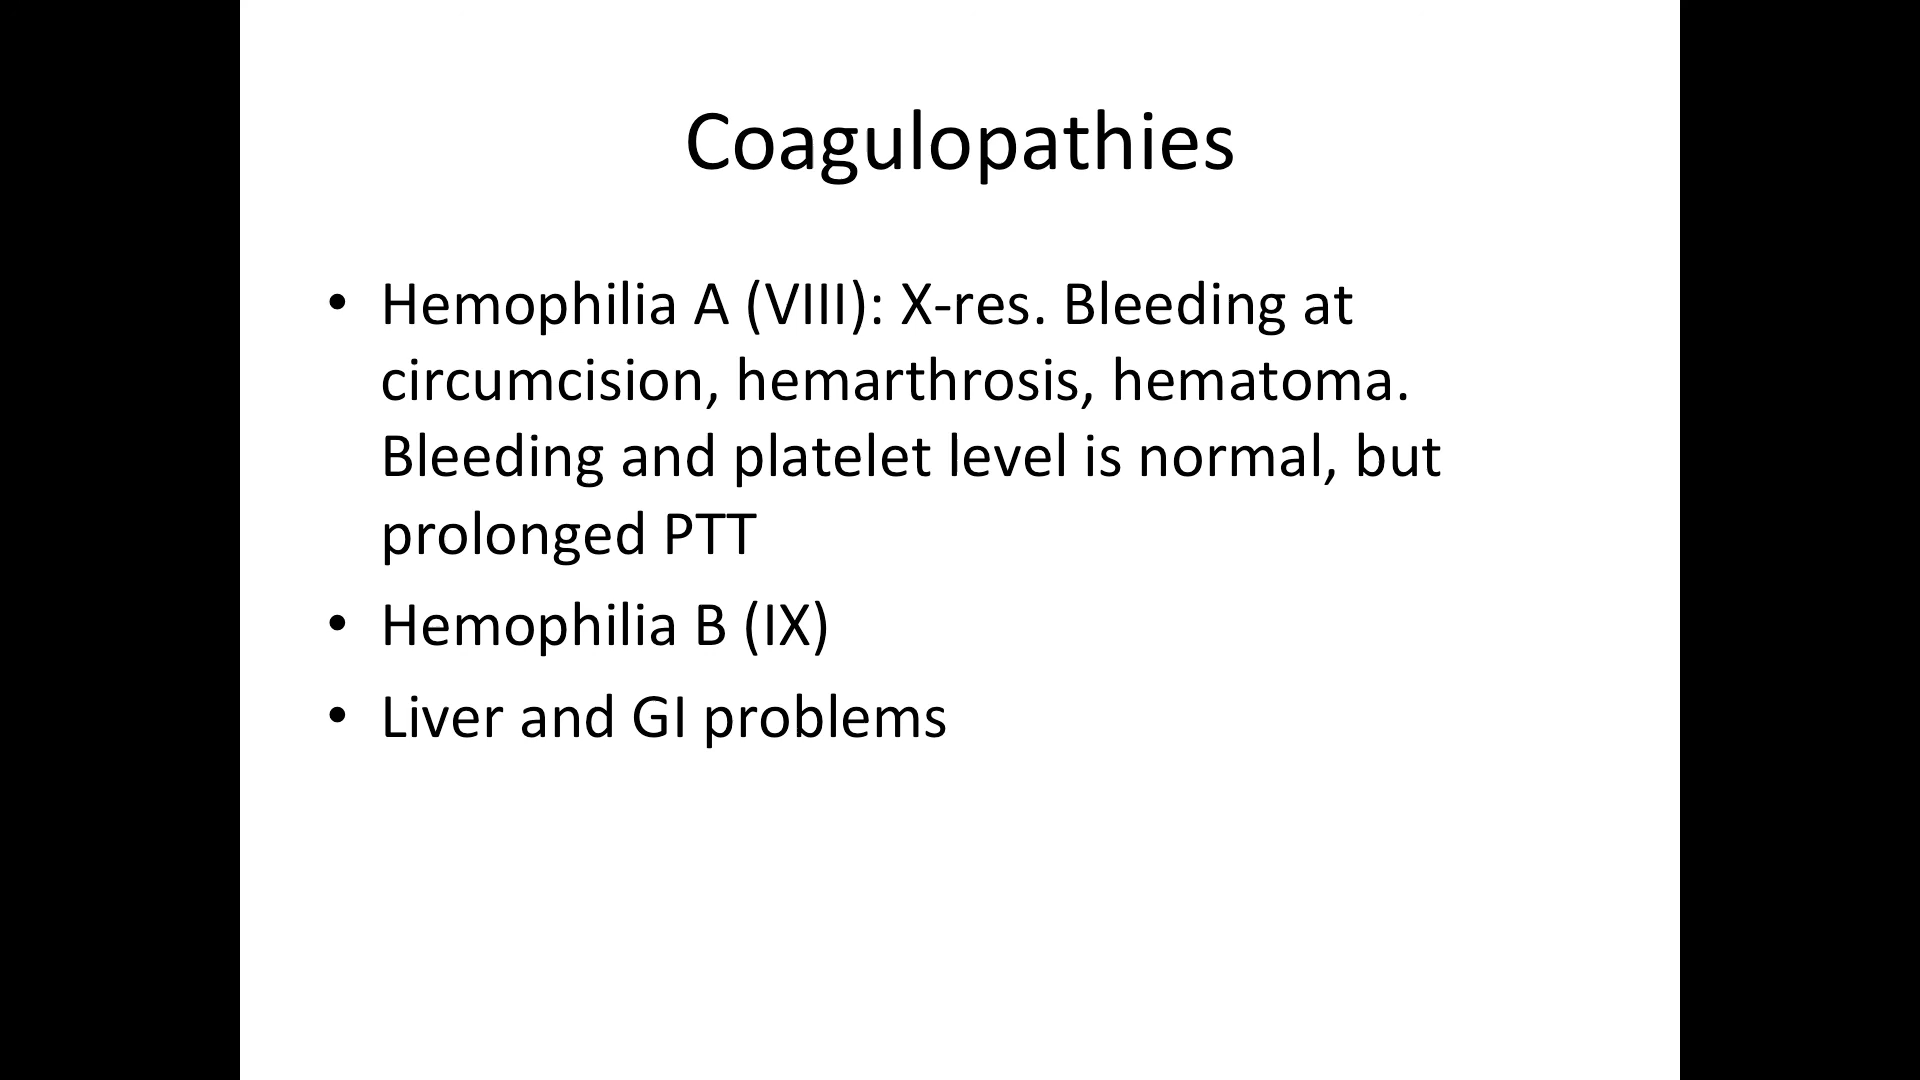 Coagulopathies
• Hemophilia A (VIII): X-res. Bleeding at
circumcision, hemarthrosis, hematoma.
Bleeding and platelet level is normal, but
prolonged PTT
• Hemophilia B (IX)
• Liver and GI problems